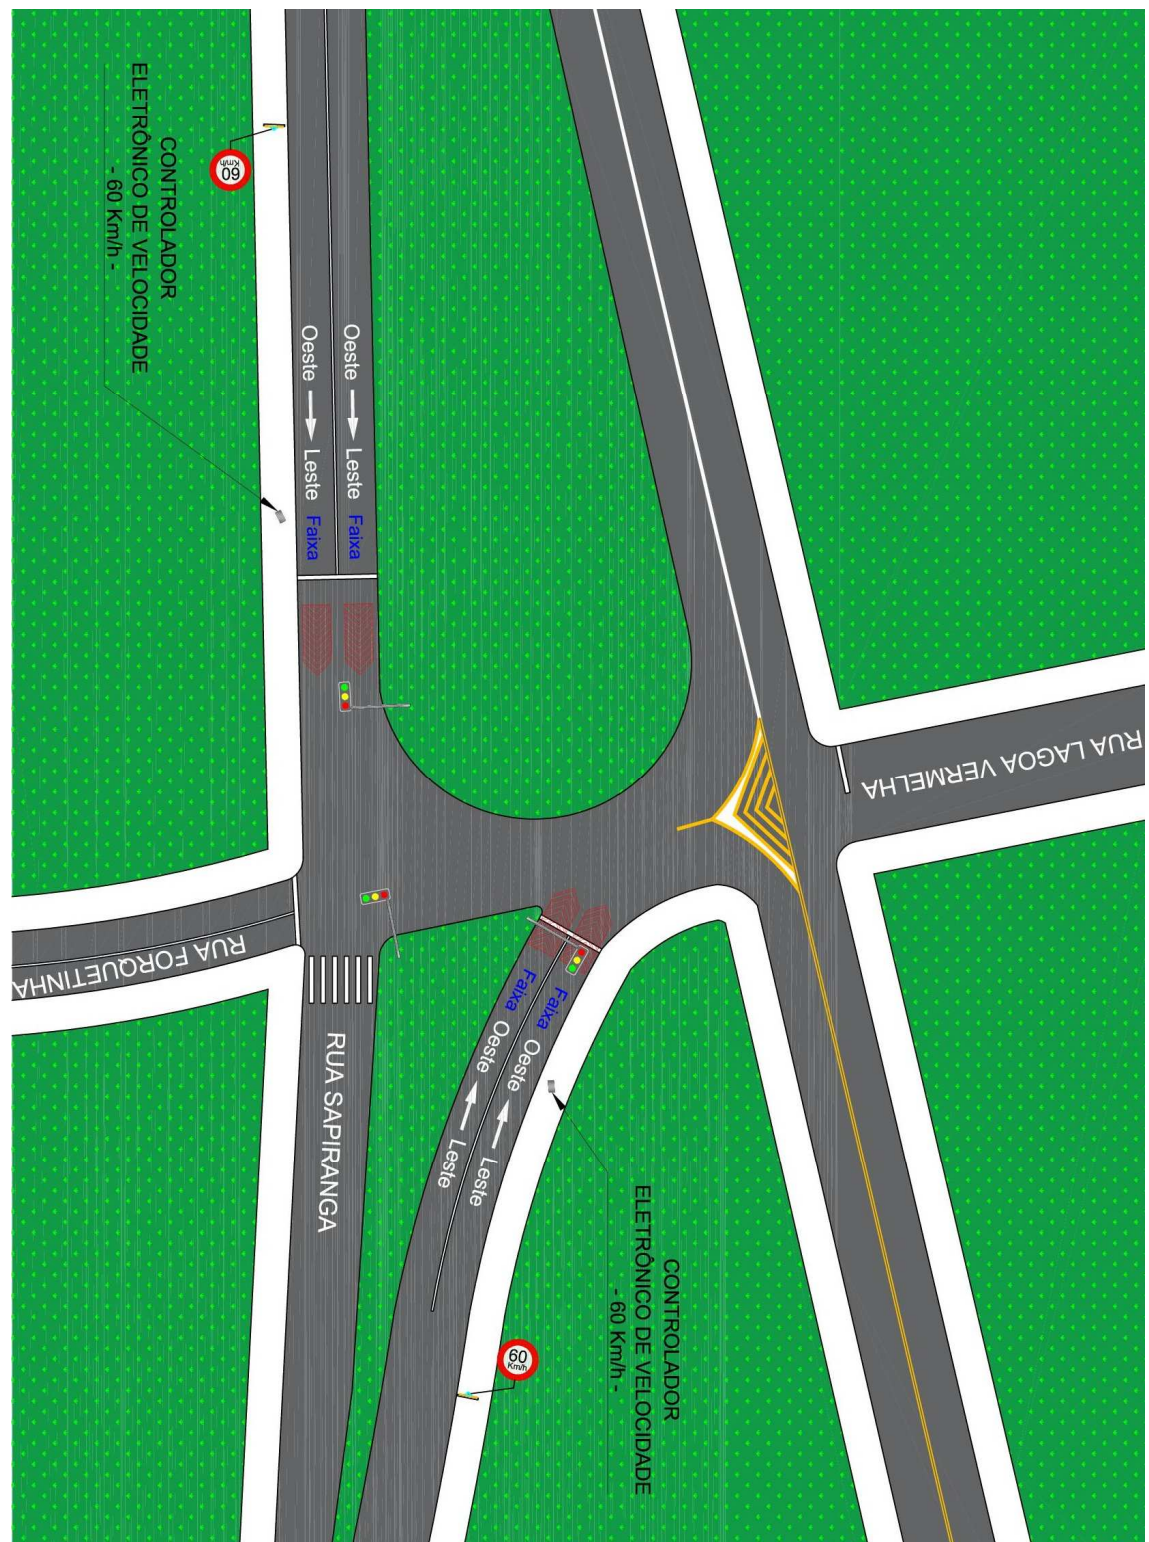 CONTROLADOR
ELETRÔNICO DE VELOCIDADE
- 60 Km/h -
60
Km/h
Oeste Leste Faixa
Oeste Leste Faixa
RUA LAGOA VERMELHA
RUA FORQUETINHA
RUA SAPIRANGA
Faixa Oeste Leste
Faixa Oeste Leste
CONTROLADOR
ELETRÔNICO DE VELOCIDADE
- 60 Km/h -
60
Km/h